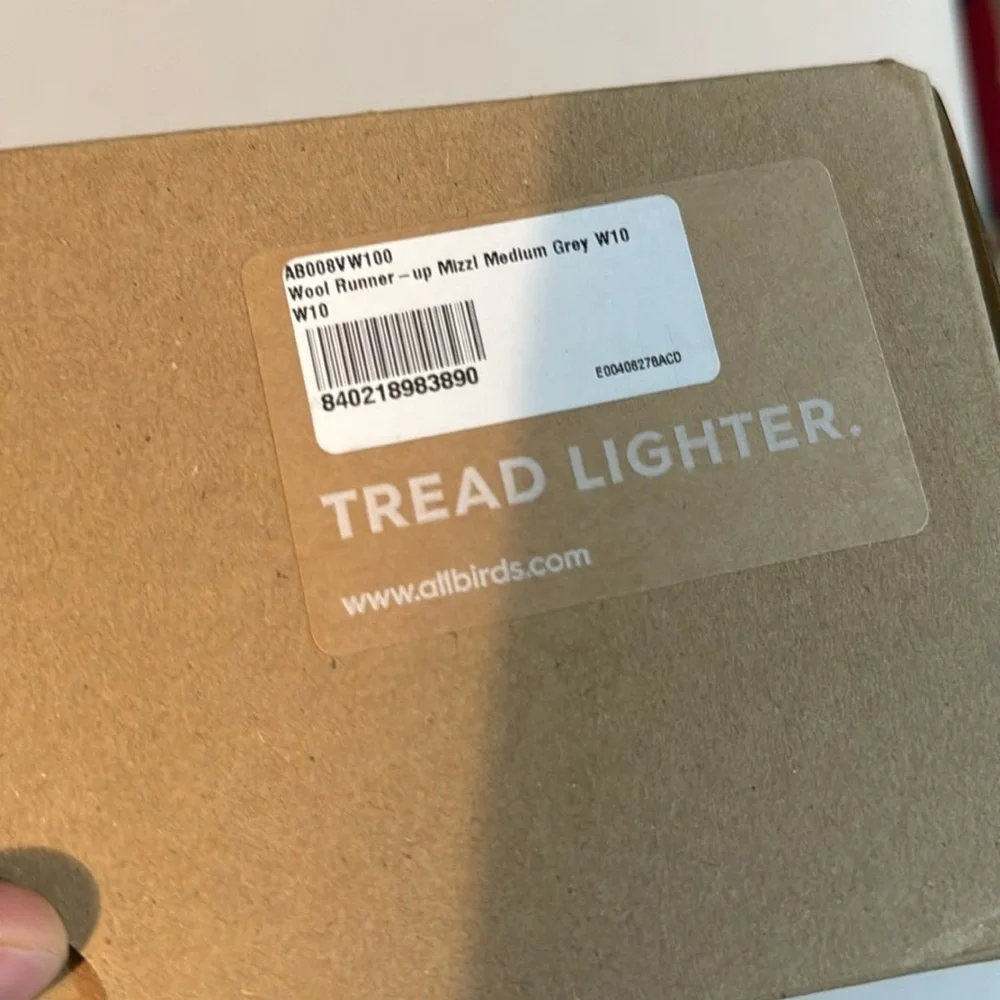 AB008VW100
Wool Runner-up Mizzl Medium Grey W10
W10
840218983890
E00406278ACD
TREAD LIGHTER.
www.allbirds.com